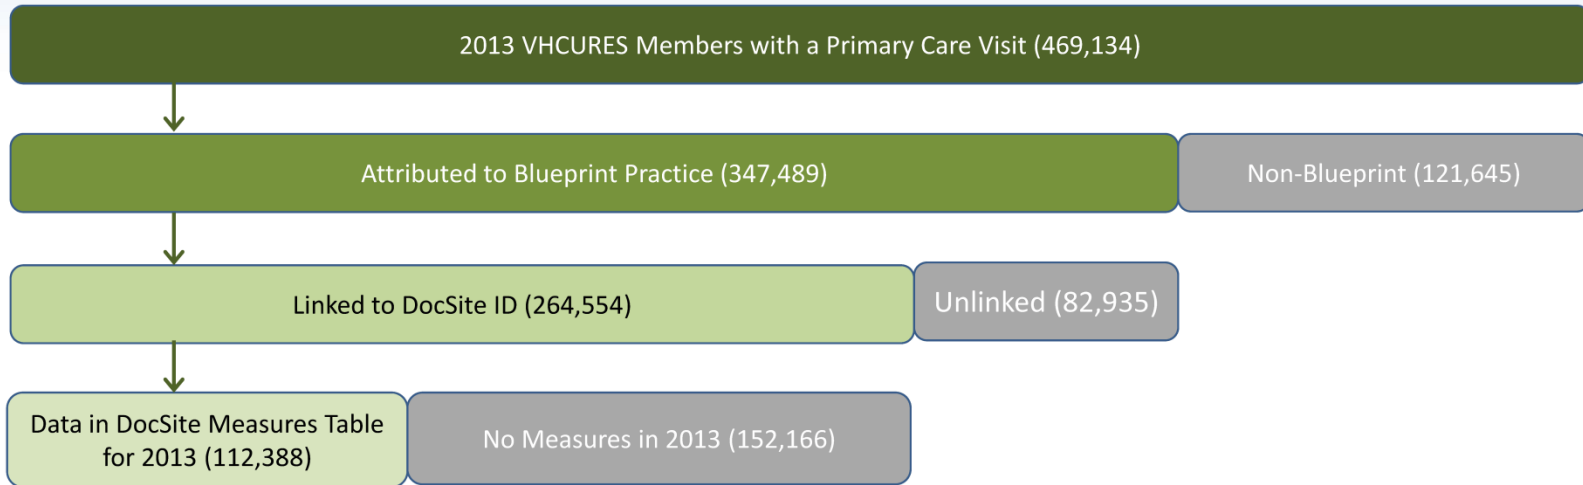 2013 VHCURES Members with a Primary Care Visit (469,134)
Attributed to Blueprint Practice (347,489)
Non-Blueprint (121,645)
Linked to DocSite ID (264,554)
Unlinked (82,935)
Data in DocSite Measures Table
for 2013 (112,388)
No Measures in 2013 (152,166)